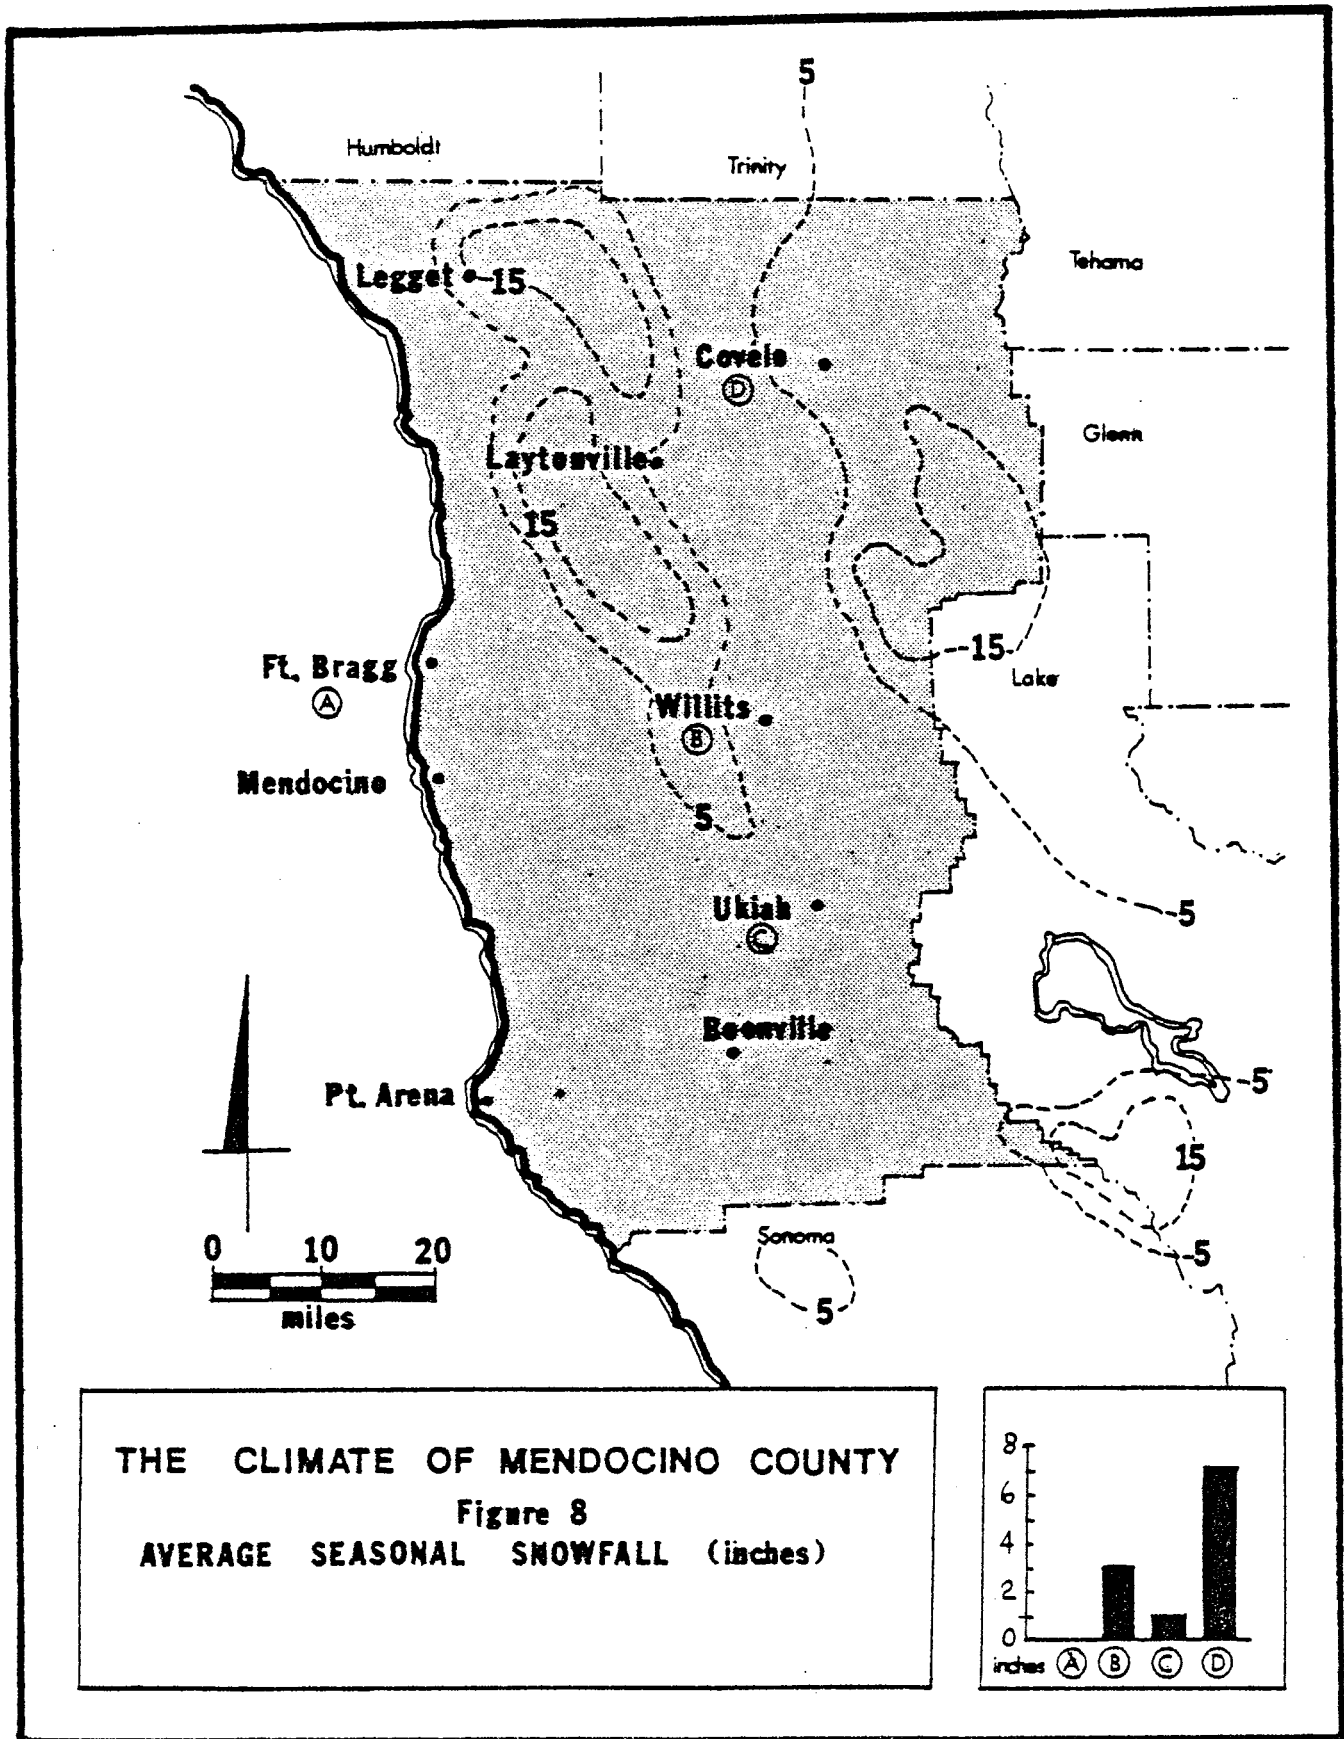 5
Humboldt
Trinity
Tehama
Legget
15
Covelo
D
Glenn
Laytonville
15
Ft. Bragg
A
15
Lake
Willits
B
Mendocino
5
Ukiah
C
5
Boonville
5
Pt. Arena
15
Sonoma
5
5
0 10 20
miles
THE CLIMATE OF MENDOCINO COUNTY
Figure 8
AVERAGE SEASONAL SNOWFALL (inches)
8
6
4
2
0
inches A B C D